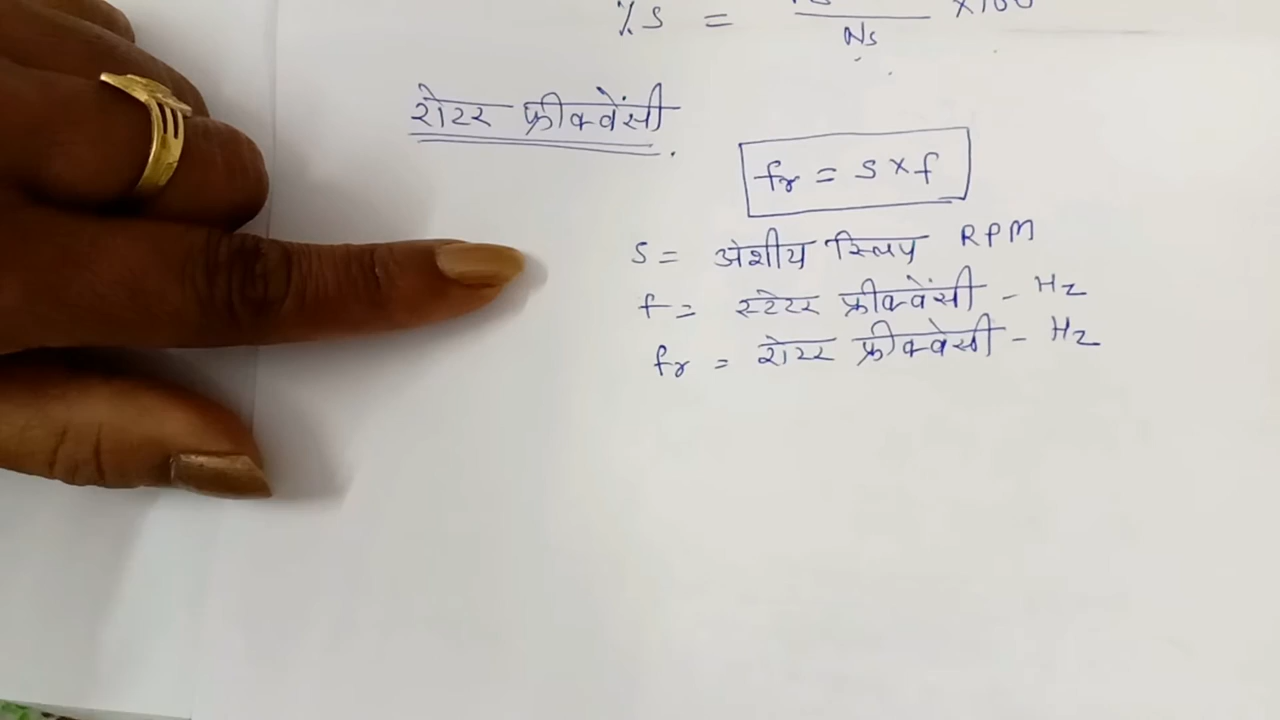 %s = ×100
Ns
रोटर फ्रीक्वेंसी
fr = s × f
s = अंशीय स्लिप RPM
f = स्टेटर फ्रीक्वेंसी - Hz
fr = रोटर फ्रीक्वेंसी - Hz